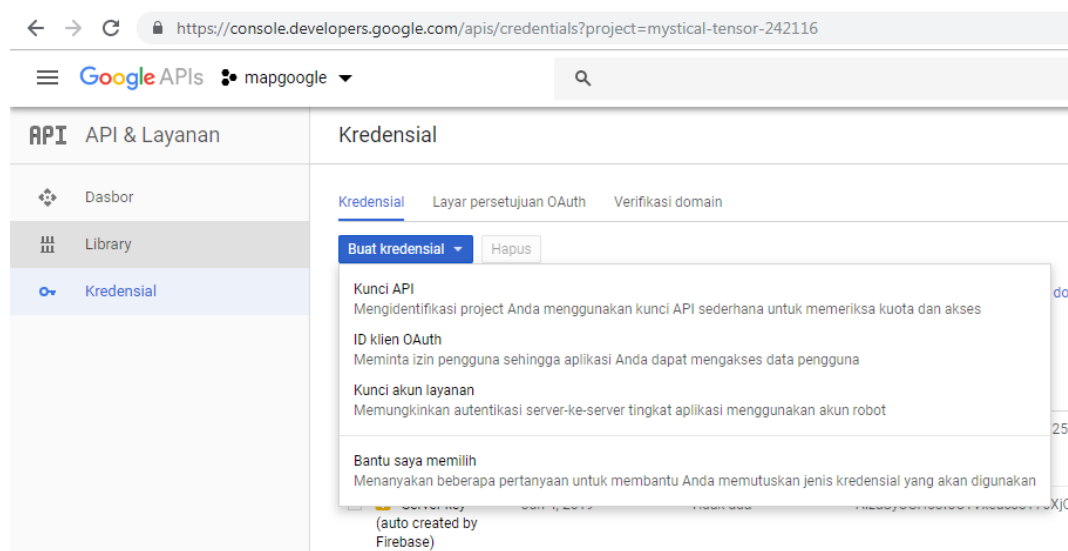 https://console.developers.google.com/apis/credentials?project=mystical-tensor-242116
Google APIs mapgoogle
API API & Layanan
Kredensial
Dasbor
Library
Kredensial
Kredensial Layar persetujuan OAuth Verifikasi domain
Buat kredensial Hapus
Kunci API
Mengidentifikasi project Anda menggunakan kunci API sederhana untuk memeriksa kuota dan akses
ID klien OAuth
Meminta izin pengguna sehingga aplikasi Anda dapat mengakses data pengguna
Kunci akun layanan
Memungkinkan autentikasi server-ke-server tingkat aplikasi menggunakan akun robot
Bantu saya memilih
Menanyakan beberapa pertanyaan untuk membantu Anda memutuskan jenis kredensial yang akan digunakan
do
25
(auto created by
Firebase)